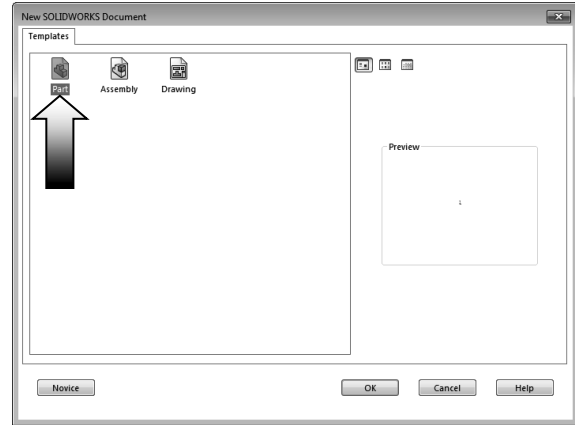 New SOLIDWORKS Document
Templates
Part
Assembly
Drawing
Preview
Novice
OK
Cancel
Help